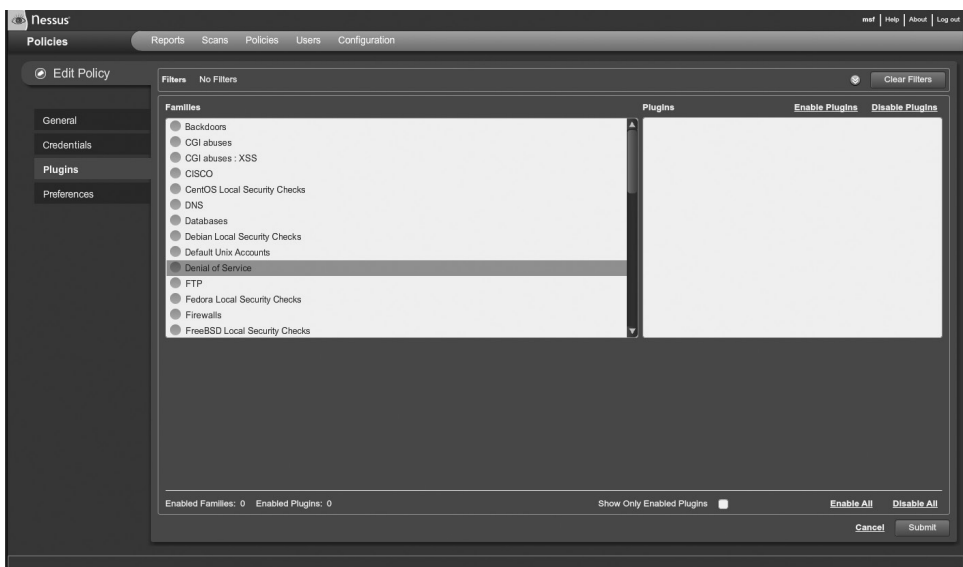 nessus
msf | Help | About | Log out
Policies
Reports Scans Policies Users Configuration
Edit Policy
General
Credentials
Plugins
Preferences
Filters No Filters
Clear Filters
Families
Plugins
Enable Plugins Disable Plugins
Backdoors
CGI abuses
CGI abuses : XSS
CISCO
CentOS Local Security Checks
DNS
Databases
Debian Local Security Checks
Default Unix Accounts
Denial of Service
FTP
Fedora Local Security Checks
Firewalls
FreeBSD Local Security Checks
Enabled Families: 0 Enabled Plugins: 0
Show Only Enabled Plugins
Enable All Disable All
Cancel Submit